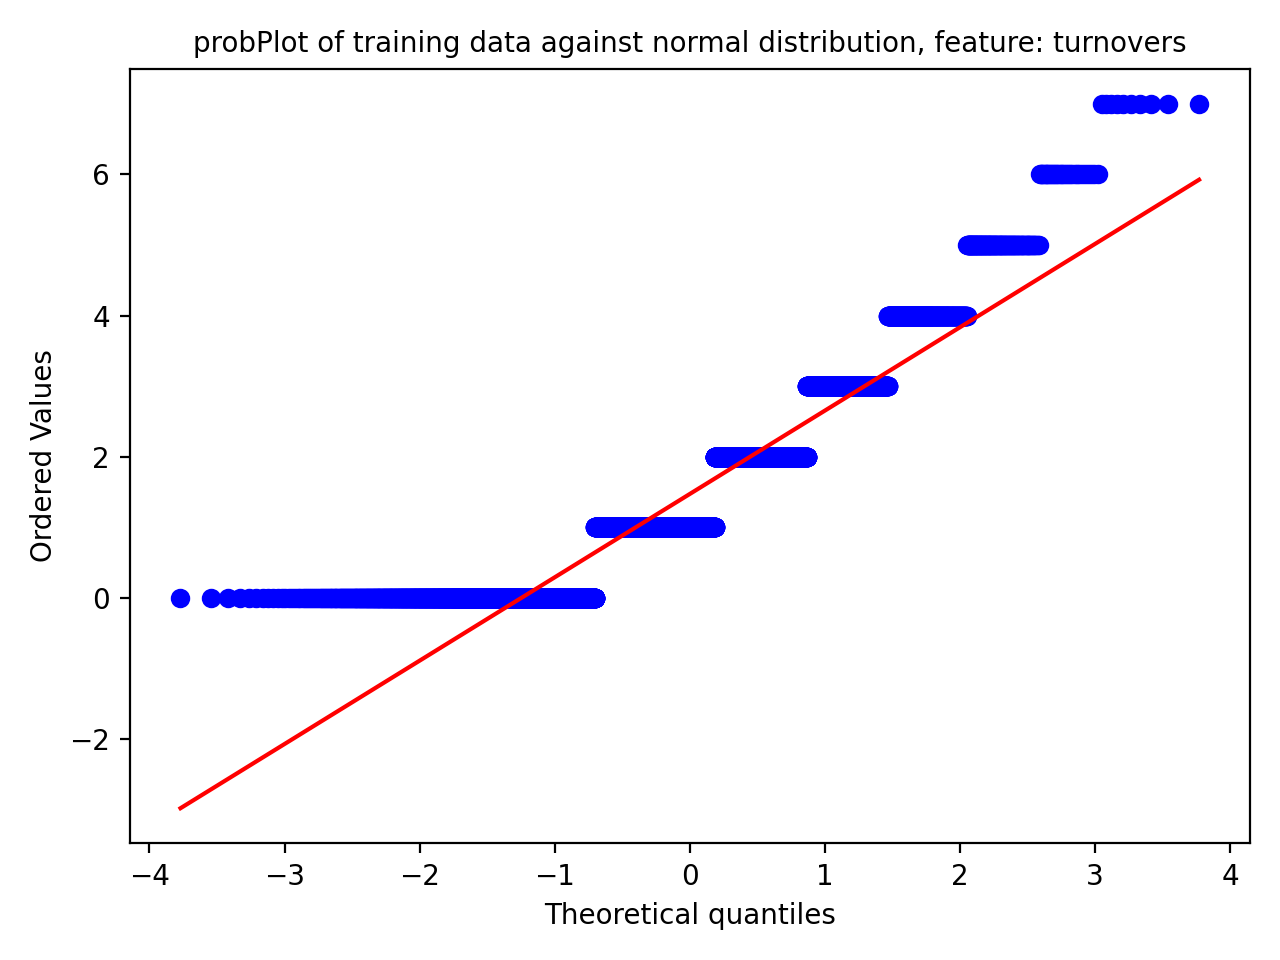 probPlot of training data against normal distribution, feature: turnovers
6
4
2
0
−2
Ordered Values
−4 −3 −2 −1 0 1 2 3 4
Theoretical quantiles